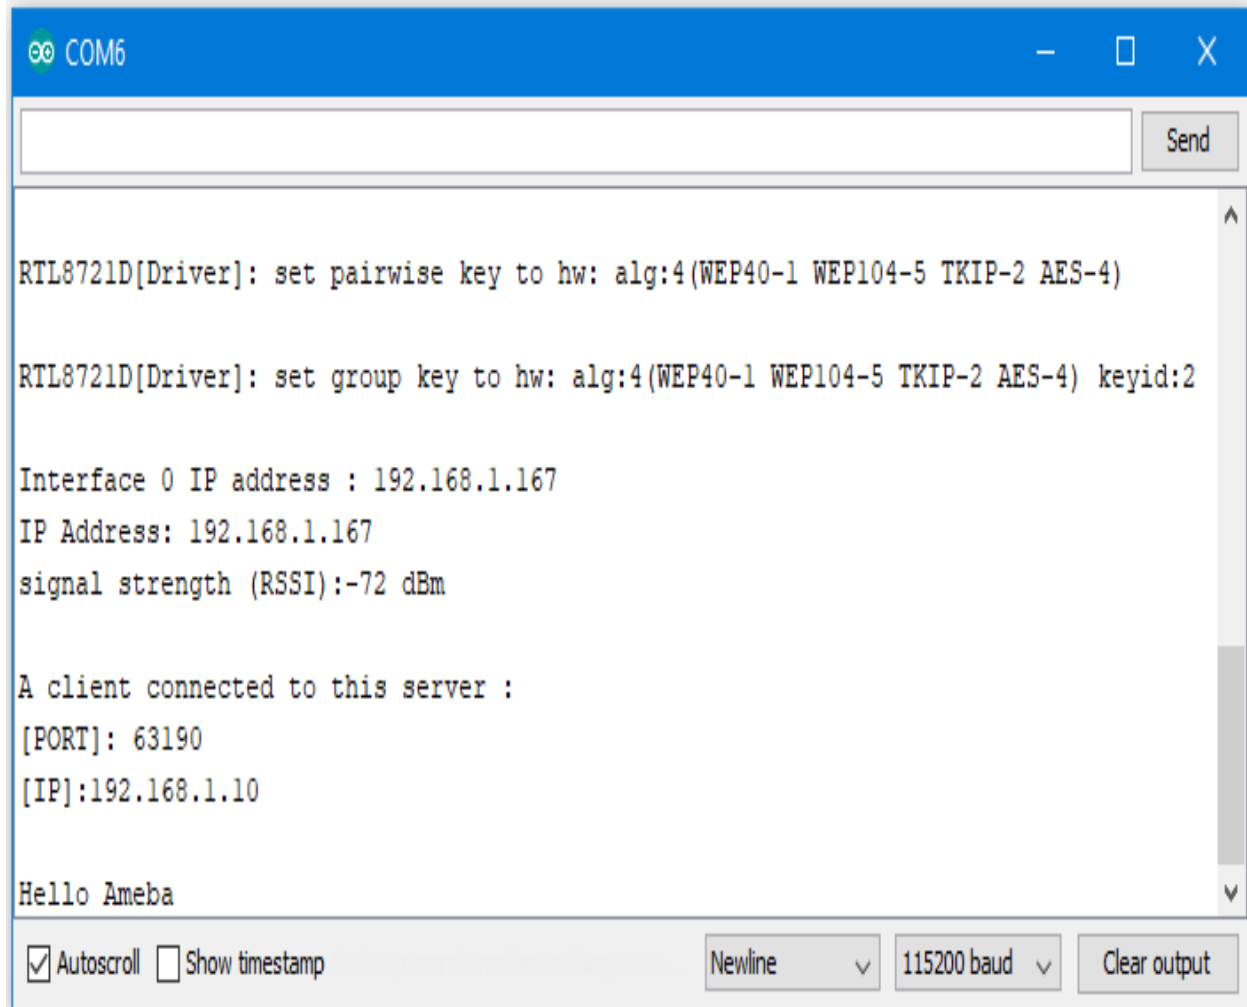 COM6
Send
RTL8721D[Driver]: set pairwise key to hw: alg:4(WEP40-1 WEP104-5 TKIP-2 AES-4)
RTL8721D[Driver]: set group key to hw: alg:4(WEP40-1 WEP104-5 TKIP-2 AES-4) keyid:2
Interface 0 IP address : 192.168.1.167
IP Address: 192.168.1.167
signal strength (RSSI):-72 dBm
A client connected to this server :
[PORT]: 63190
[IP]:192.168.1.10
Hello Ameba
Autoscroll Show timestamp Newline 115200 baud Clear output